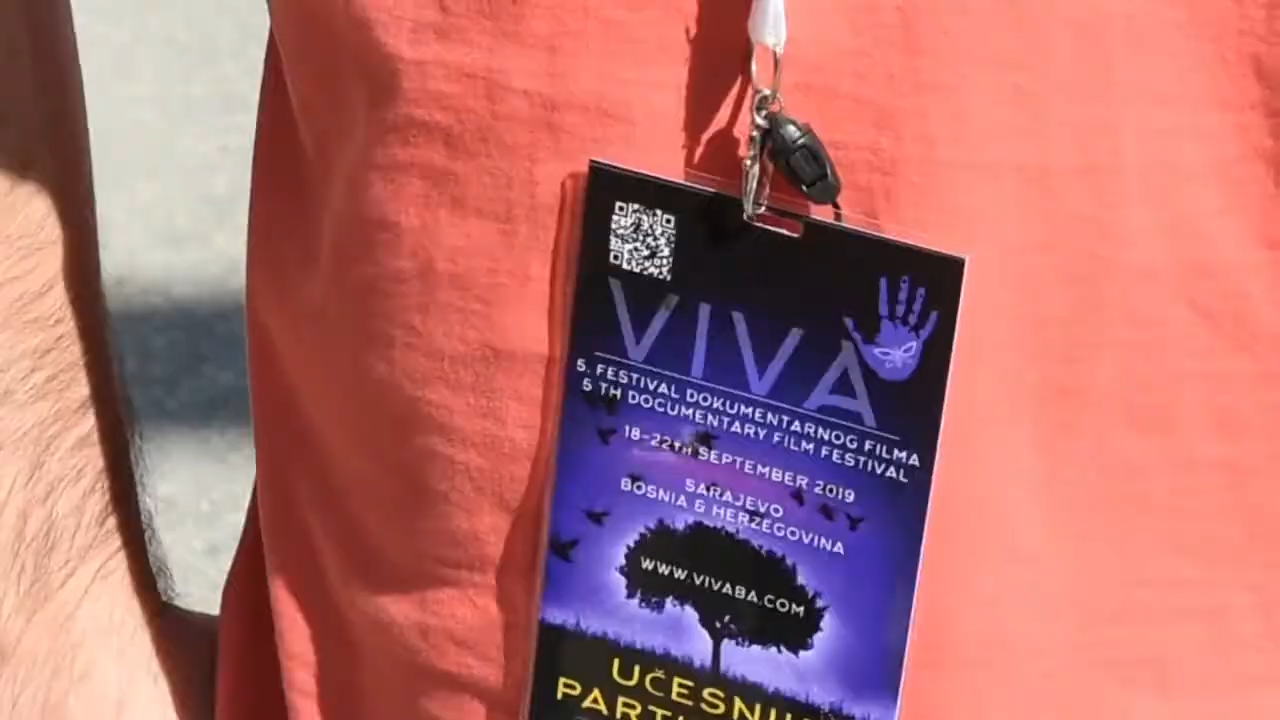 VIVA
5. FESTIVAL DOKUMENTARNOG FILMA
5 TH DOCUMENTARY FILM FESTIVAL
18-22TH SEPTEMBER 2019
SARAJEVO
BOSNIA & HERZEGOVINA
WWW.VIVABA.COM